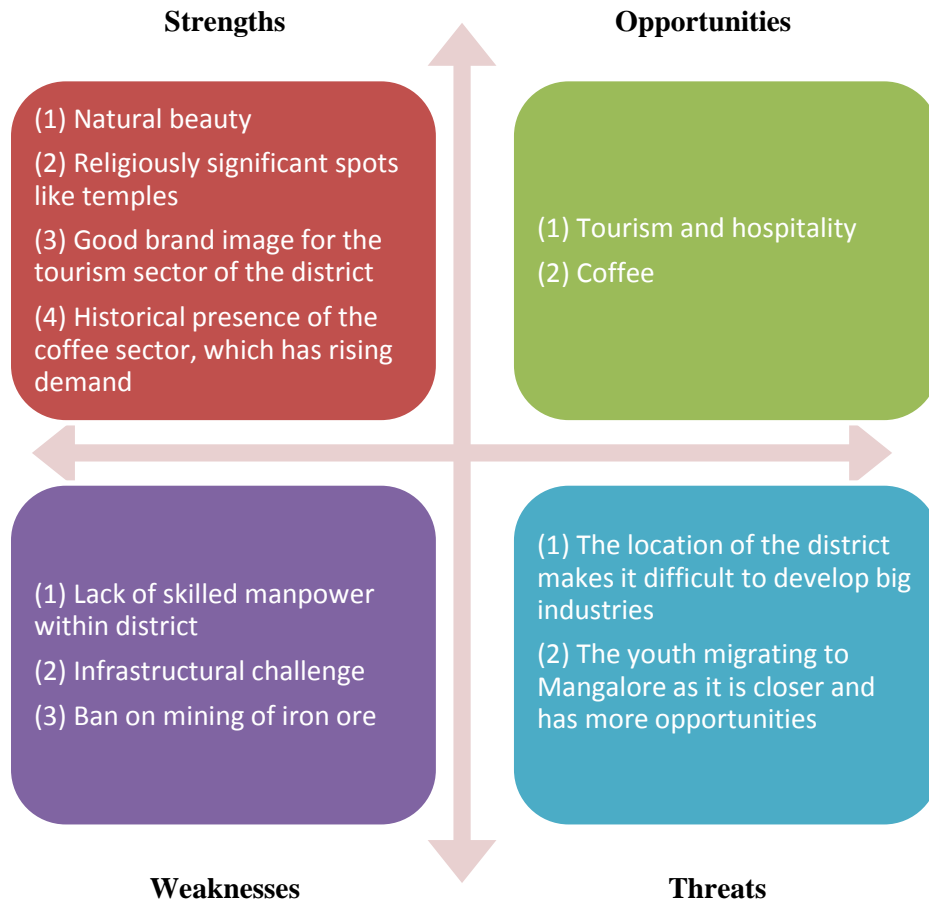 Strengths
Opportunities
(1) Natural beauty
(2) Religiously significant spots
like temples
(3) Good brand image for the
tourism sector of the district
(4) Historical presence of the
coffee sector, which has rising
demand
(1) Tourism and hospitality
(2) Coffee
(1) Lack of skilled manpower
within district
(2) Infrastructural challenge
(3) Ban on mining of iron ore
(1) The location of the district
makes it difficult to develop big
industries
(2) The youth migrating to
Mangalore as it is closer and
has more opportunities
Weaknesses
Threats